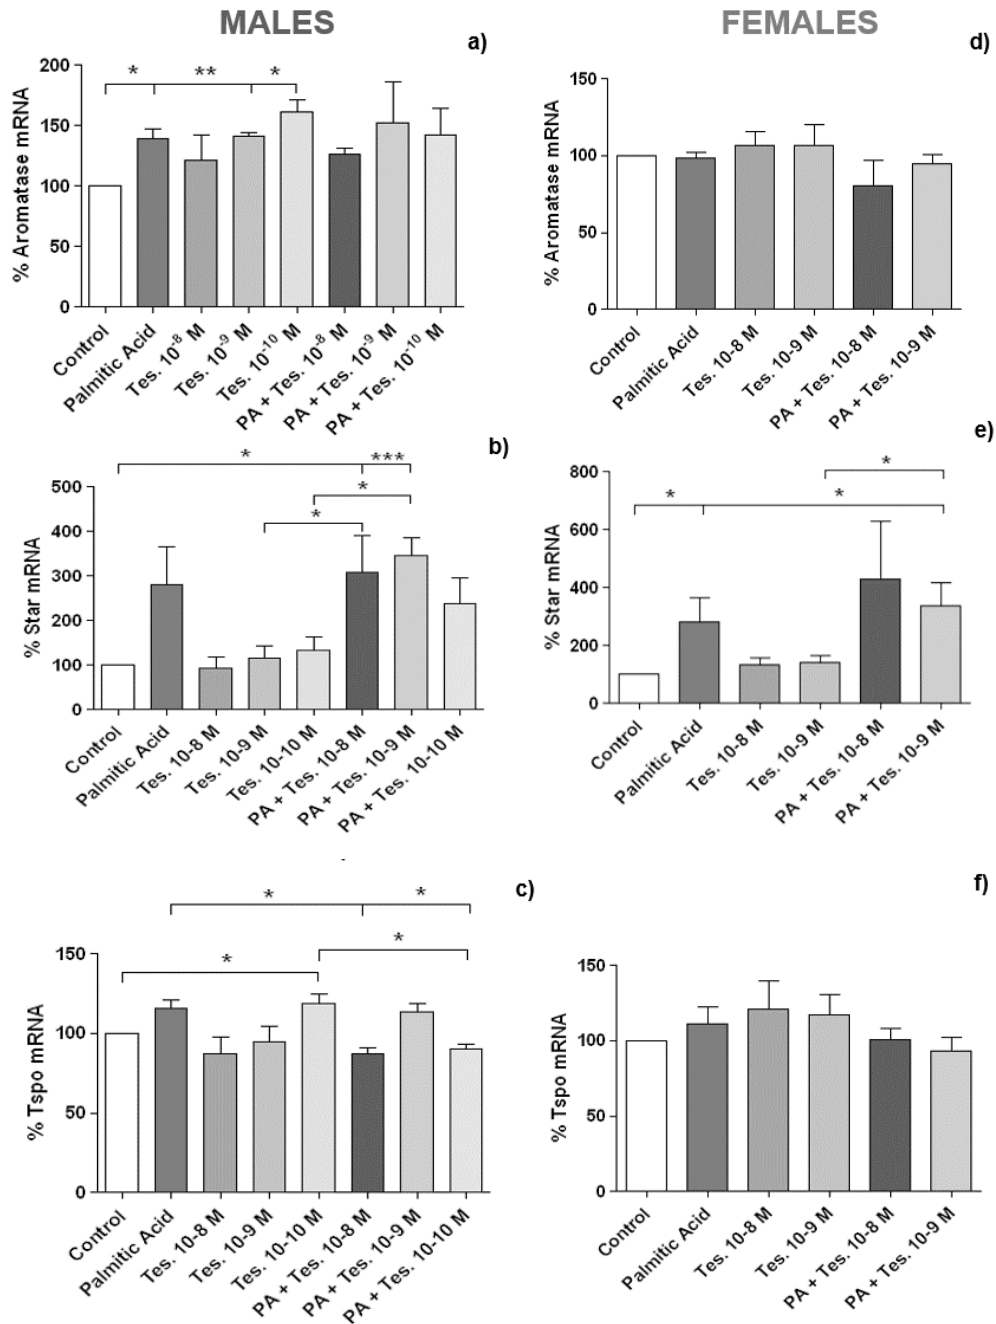 MALES
FEMALES
a)
% Aromatase mRNA
200
150
100
50
0
* ** *
Control
Palmitic Acid
Tes. 10⁻⁸ M
Tes. 10⁻⁹ M
Tes. 10⁻¹⁰ M
PA + Tes. 10⁻⁸ M
PA + Tes. 10⁻⁹ M
PA + Tes. 10⁻¹⁰ M
d)
% Aromatase mRNA
150
100
50
0
Control
Palmitic Acid
Tes. 10-8 M
Tes. 10-9 M
PA + Tes. 10-8 M
PA + Tes. 10-9 M
b)
% Star mRNA
500
400
300
200
100
0
* ***
*
*
Control
Palmitic Acid
Tes. 10-8 M
Tes. 10-9 M
Tes. 10-10 M
PA + Tes. 10-8 M
PA + Tes. 10-9 M
PA + Tes. 10-10 M
e)
% Star mRNA
800
600
400
200
0
*
* *
Control
Palmitic Acid
Tes. 10-8 M
Tes. 10-9 M
PA + Tes. 10-8 M
PA + Tes. 10-9 M
c)
% Tspo mRNA
150
100
50
0
* *
*
*
Control
Palmitic Acid
Tes. 10-8 M
Tes. 10-9 M
Tes. 10-10 M
PA + Tes. 10-8 M
PA + Tes. 10-9 M
PA + Tes. 10-10 M
f)
% Tspo mRNA
150
100
50
0
Control
Palmitic Acid
Tes. 10-8 M
Tes. 10-9 M
PA + Tes. 10-8 M
PA + Tes. 10-9 M